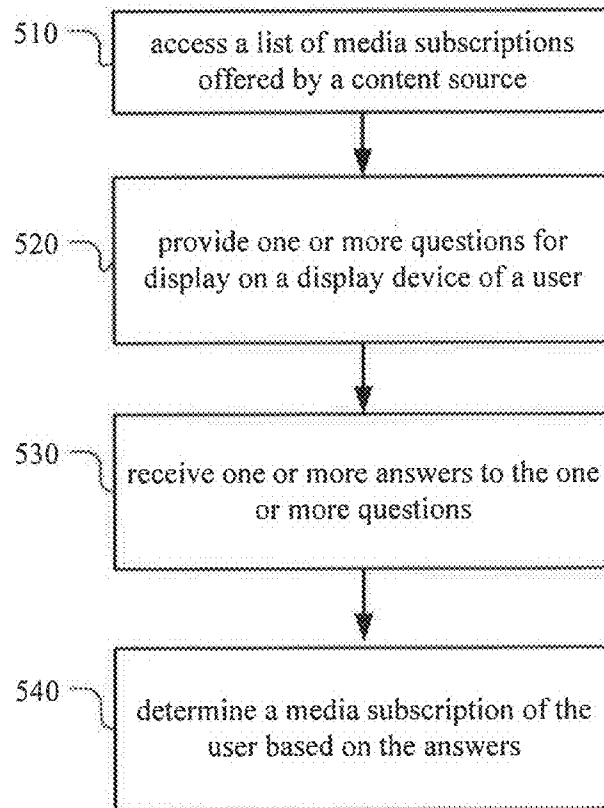 510
access a list of media subscriptions
offered by a content source
520
provide one or more questions for
display on a display device of a user
530
receive one or more answers to the one
or more questions
540
determine a media subscription of the
user based on the answers